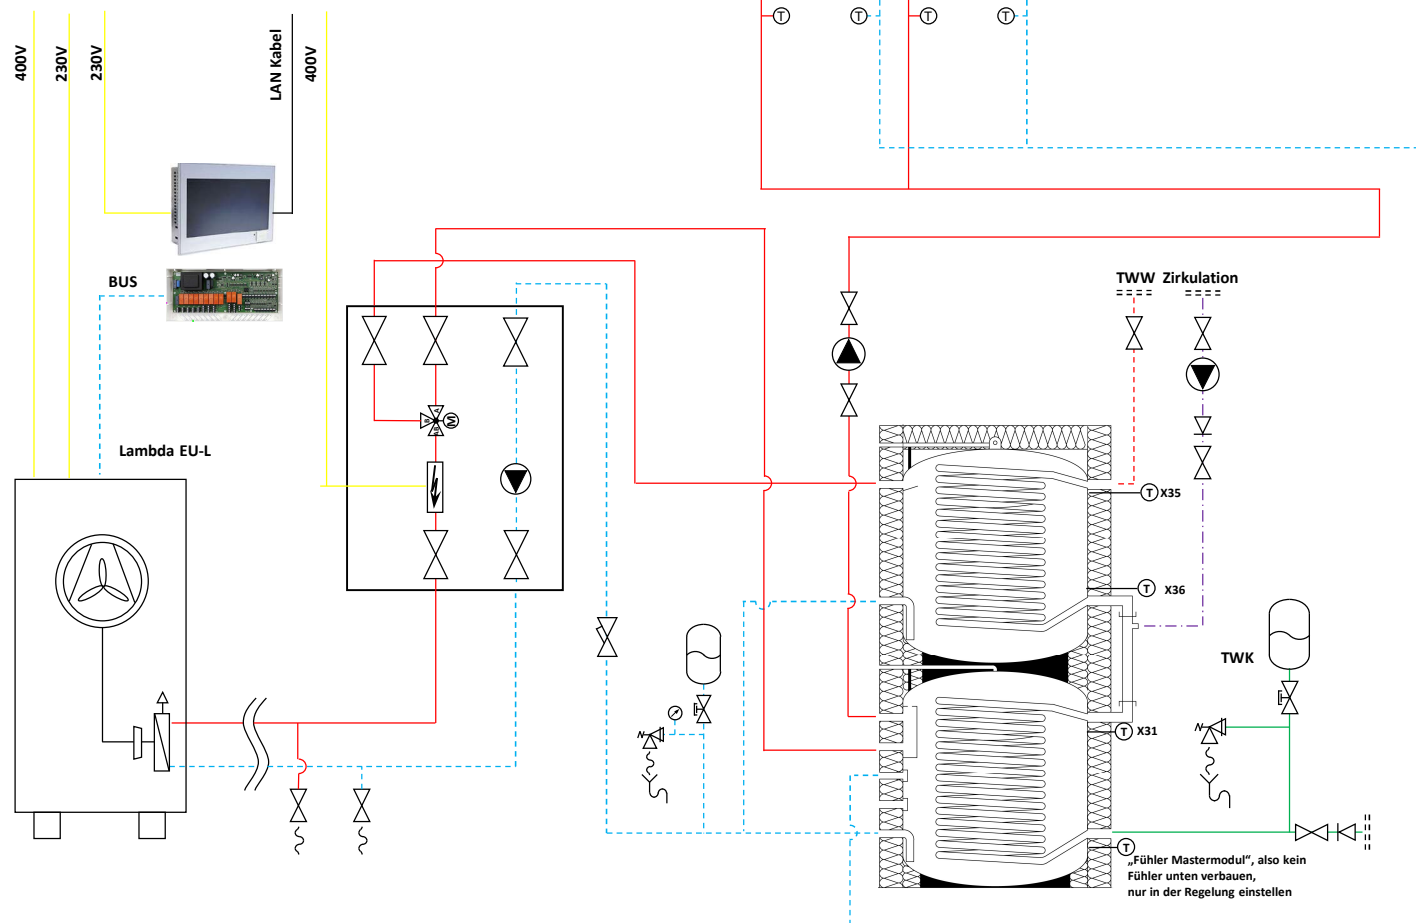 400V
230V
230V
LAN Kabel
400V
T
T
T
T
BUS
TWW Zirkulation
A
B
AB
M
Lambda EU-L
T X35
T X36
TWK
T X31
T
„Fühler Mastermodul“, also kein
Fühler unten verbauen,
nur in der Regelung einstellen